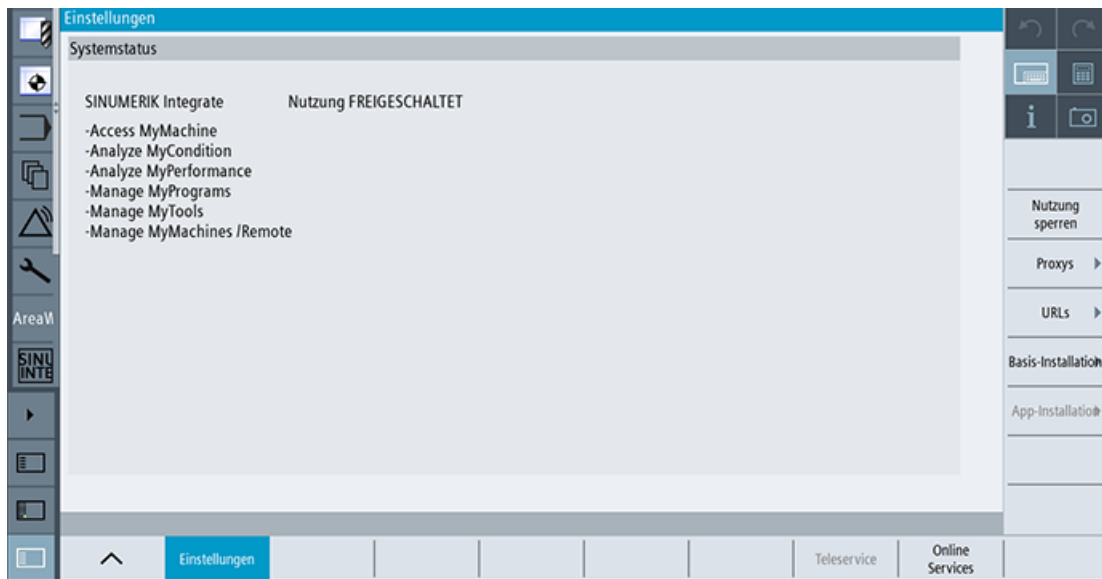 Einstellungen
Systemstatus
SINUMERIK Integrate Nutzung FREIGESCHALTET
-Access MyMachine
-Analyze MyCondition
-Analyze MyPerformance
-Manage MyPrograms
-Manage MyTools
-Manage MyMachines /Remote
AreaW
SINU
INTE
i
Nutzung
sperren
Proxys
URLs
Basis-Installation
App-Installation
Einstellungen
Teleservice
Online
Services